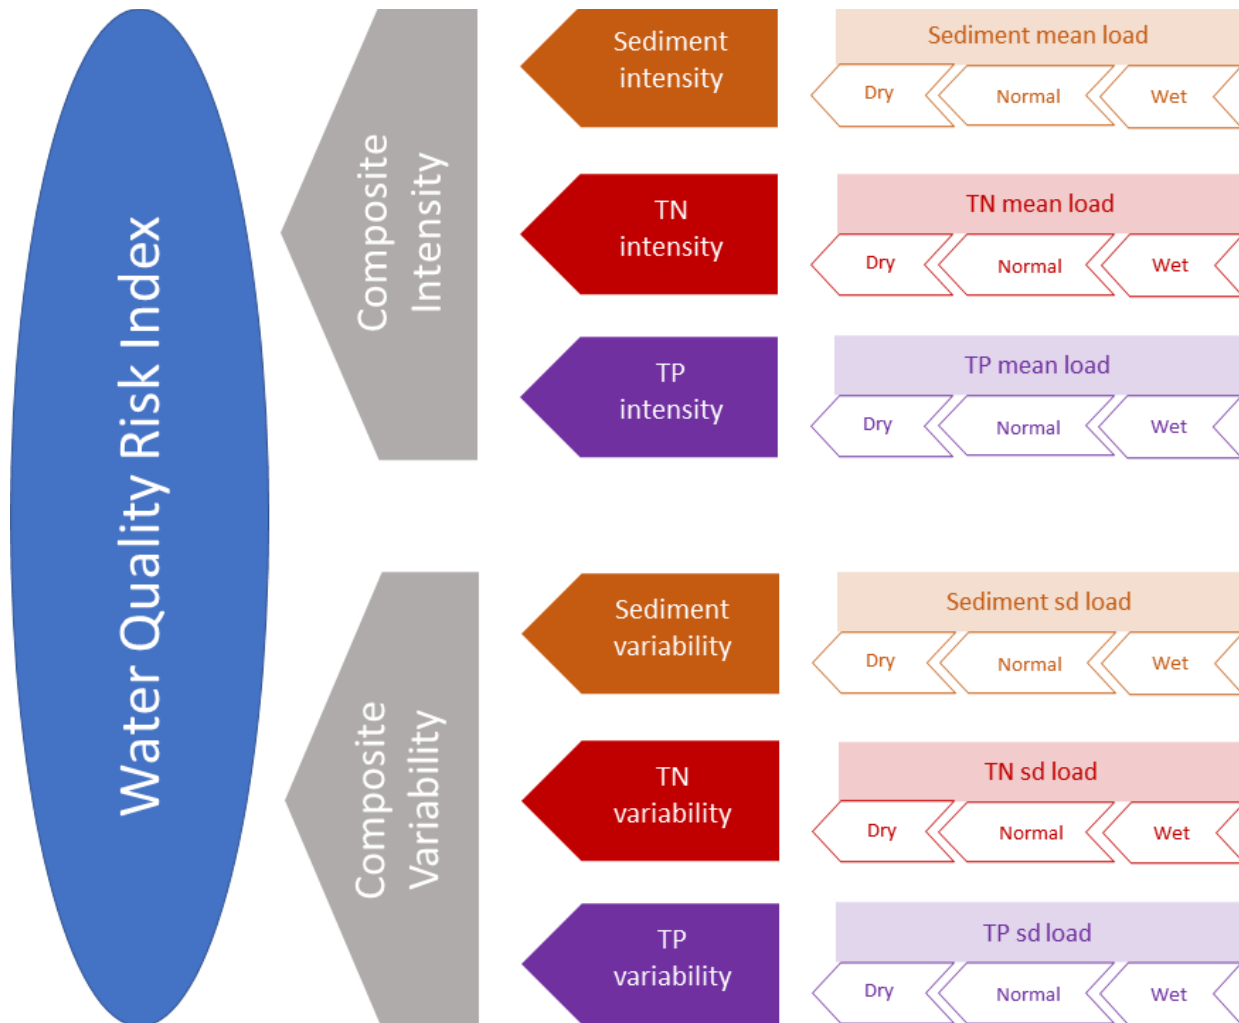 Water Quality Risk Index
Composite
Intensity
Sediment
intensity
Sediment mean load
Dry
Normal
Wet
TN
intensity
TN mean load
Dry
Normal
Wet
TP
intensity
TP mean load
Dry
Normal
Wet
Composite
Variability
Sediment
variability
Sediment sd load
Dry
Normal
Wet
TN
variability
TN sd load
Dry
Normal
Wet
TP
variability
TP sd load
Dry
Normal
Wet